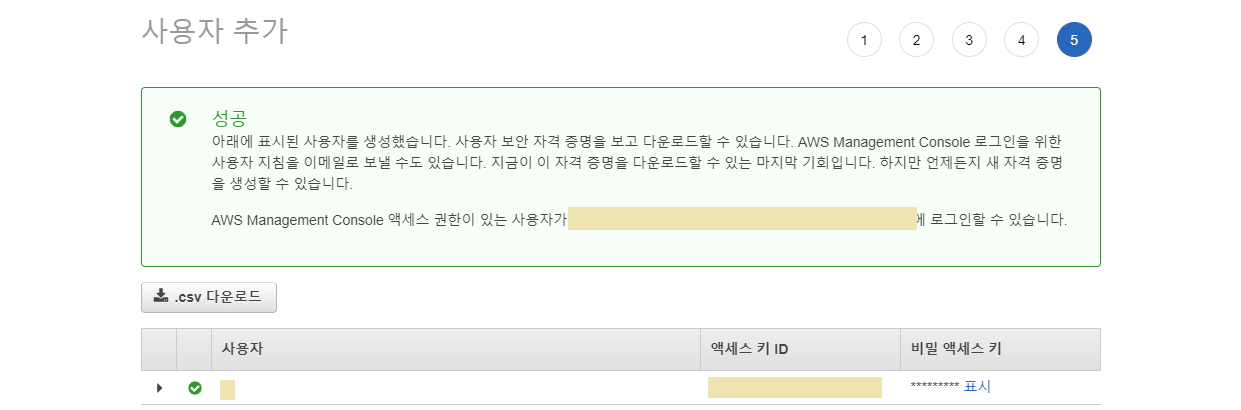 사용자 추가
1 2 3 4 5
성공
아래에 표시된 사용자를 생성했습니다. 사용자 보안 자격 증명을 보고 다운로드할 수 있습니다. AWS Management Console 로그인을 위한
사용자 지침을 이메일로 보낼 수도 있습니다. 지금이 이 자격 증명을 다운로드할 수 있는 마지막 기회입니다. 하지만 언제든지 새 자격 증명
을 생성할 수 있습니다.
AWS Management Console 액세스 권한이 있는 사용자가 에 로그인할 수 있습니다.
.csv 다운로드
사용자 액세스 키 ID 비밀 액세스 키
********* 표시